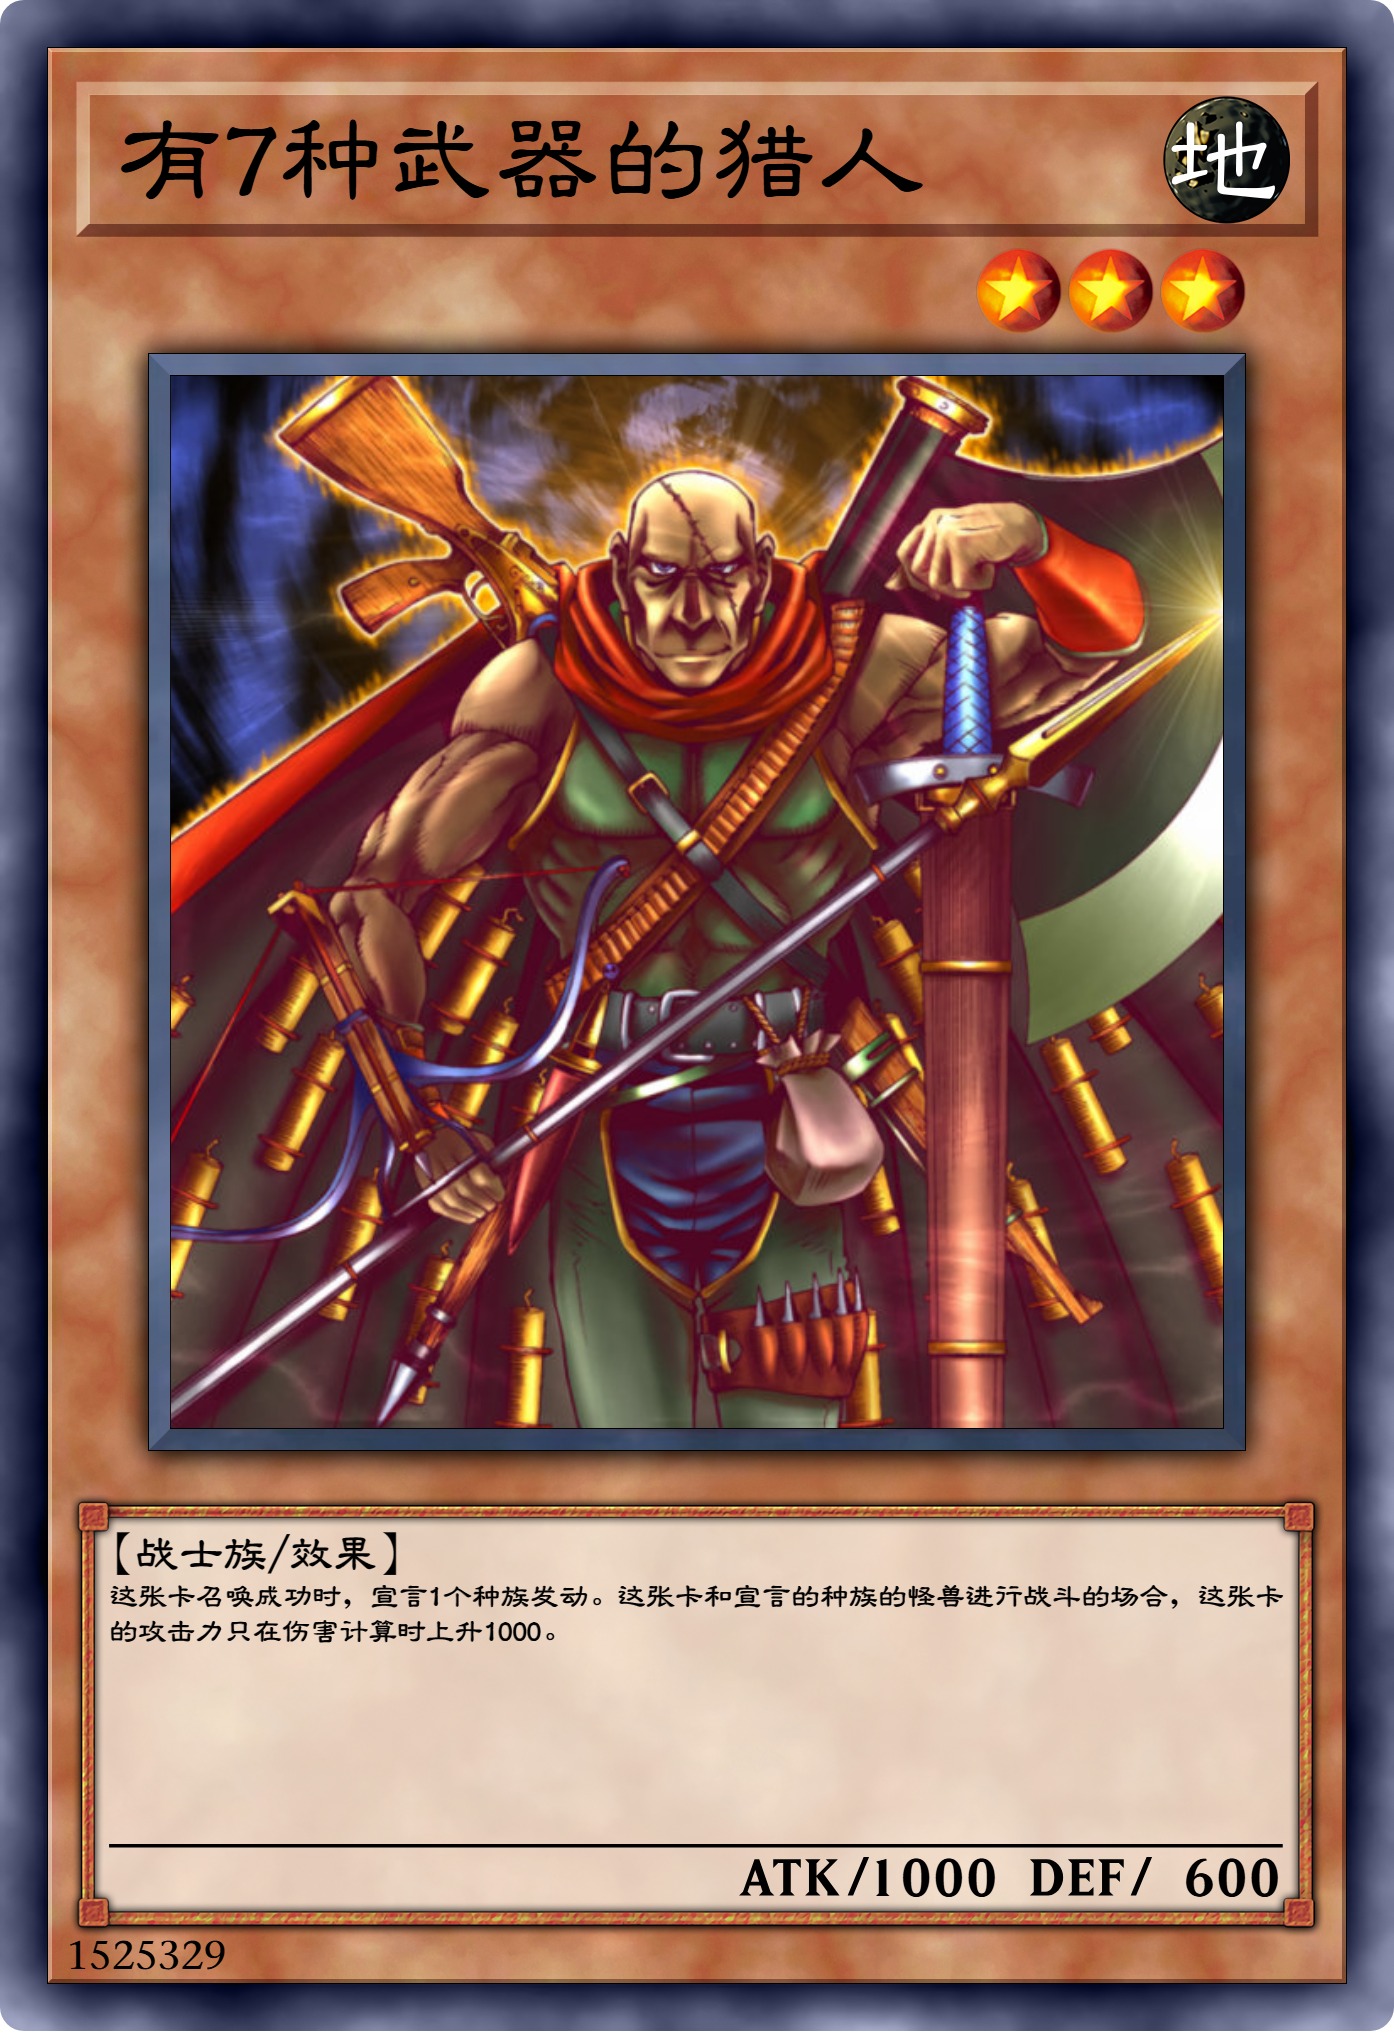 有7种武器的猎人
地
【战士族/效果】
这张卡召唤成功时，宣言1个种族发动。这张卡和宣言的种族的怪兽进行战斗的场合，这张卡
的攻击力只在伤害计算时上升1000。
ATK/1000 DEF/ 600
1525329